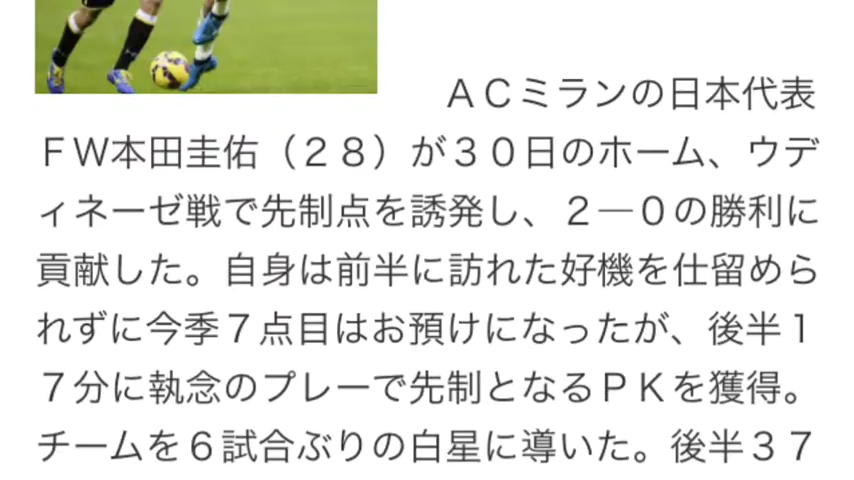 ＡＣミランの日本代表
ＦＷ本田圭佑（２８）が３０日のホーム、ウデ
ィネーゼ戦で先制点を誘発し、２―０の勝利に
貢献した。自身は前半に訪れた好機を仕留めら
れずに今季７点目はお預けになったが、後半１
７分に執念のプレーで先制となるＰＫを獲得。
チームを６試合ぶりの白星に導いた。後半３７